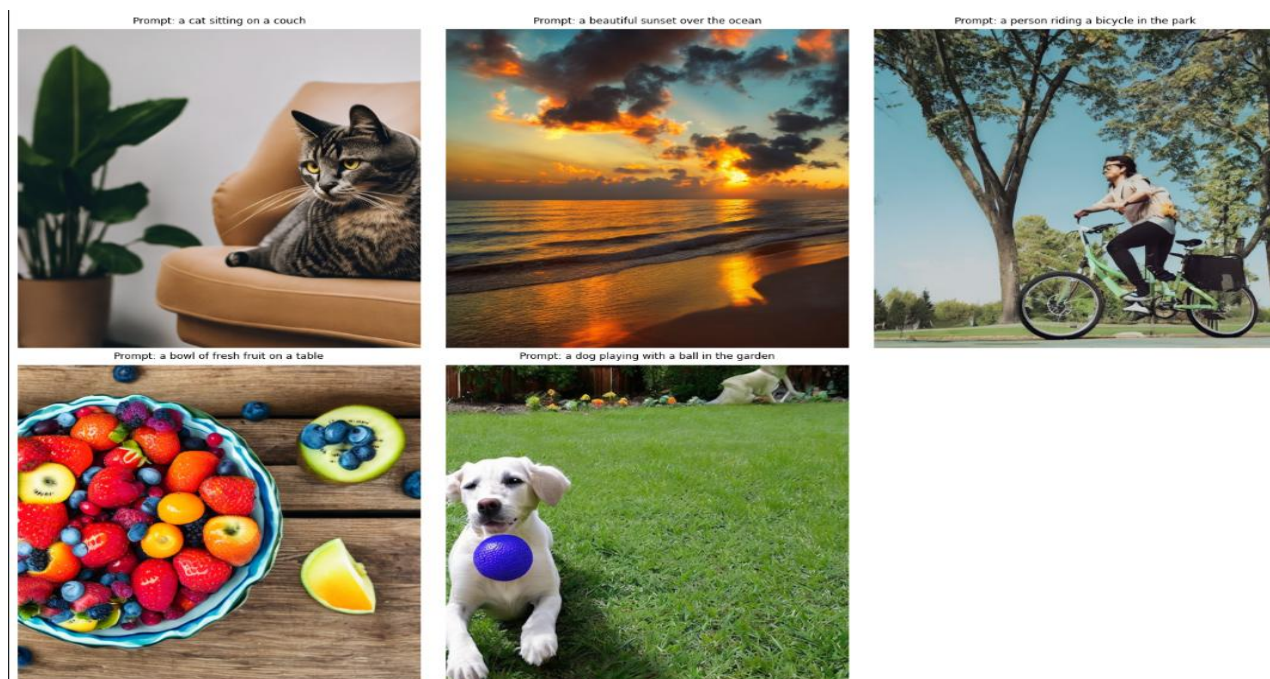 Prompt: a cat sitting on a couch
Prompt: a beautiful sunset over the ocean
Prompt: a person riding a bicycle in the park
Prompt: a bowl of fresh fruit on a table
Prompt: a dog playing with a ball in the garden